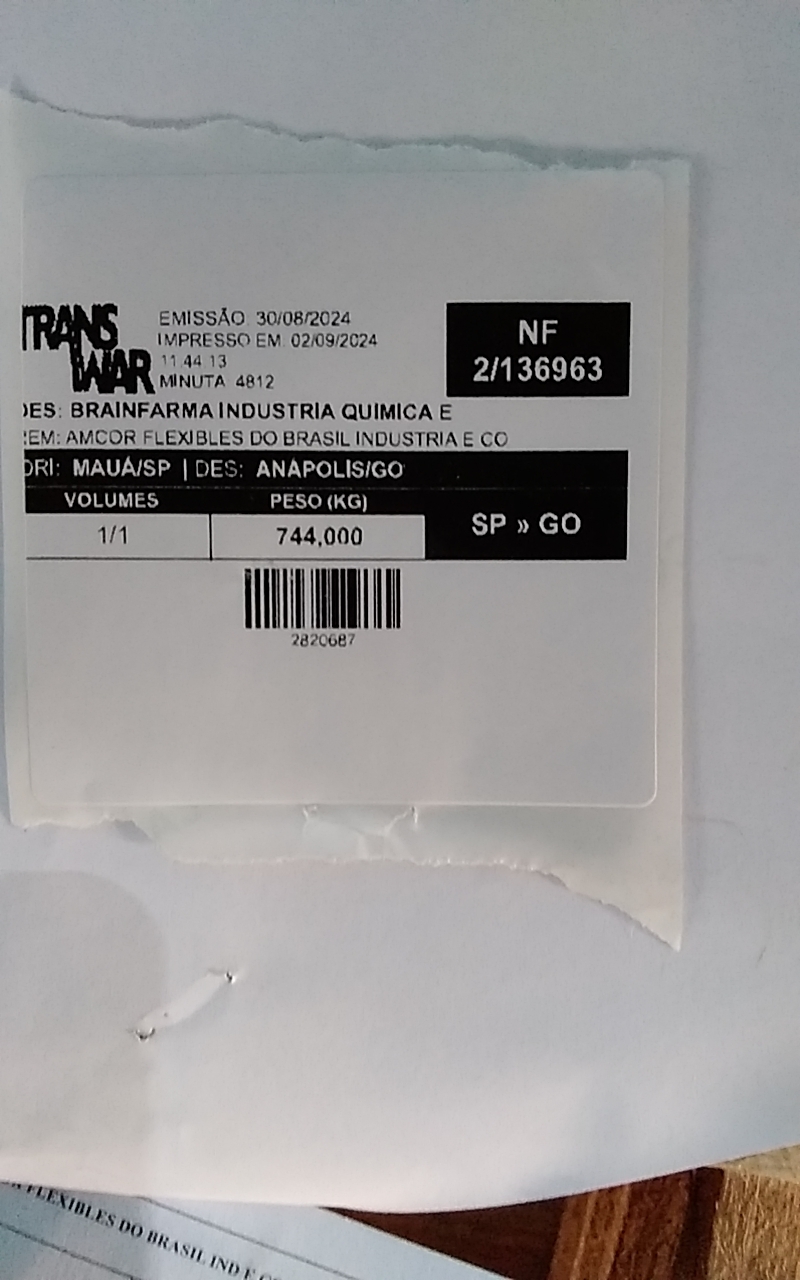 TRANS
WAR
EMISSÃO: 30/08/2024
IMPRESSO EM: 02/09/2024
11:44:13
MINUTA: 4812
NF
2/136963
DES: BRAINFARMA INDUSTRIA QUIMICA E
REM: AMCOR FLEXIBLES DO BRASIL INDUSTRIA E CO
ORI: MAUÁ/SP | DES: ANÁPOLIS/GO
VOLUMES PESO (KG)
1/1 744,000
SP » GO
2820687
FLEXIBLES DO BRASIL IND E